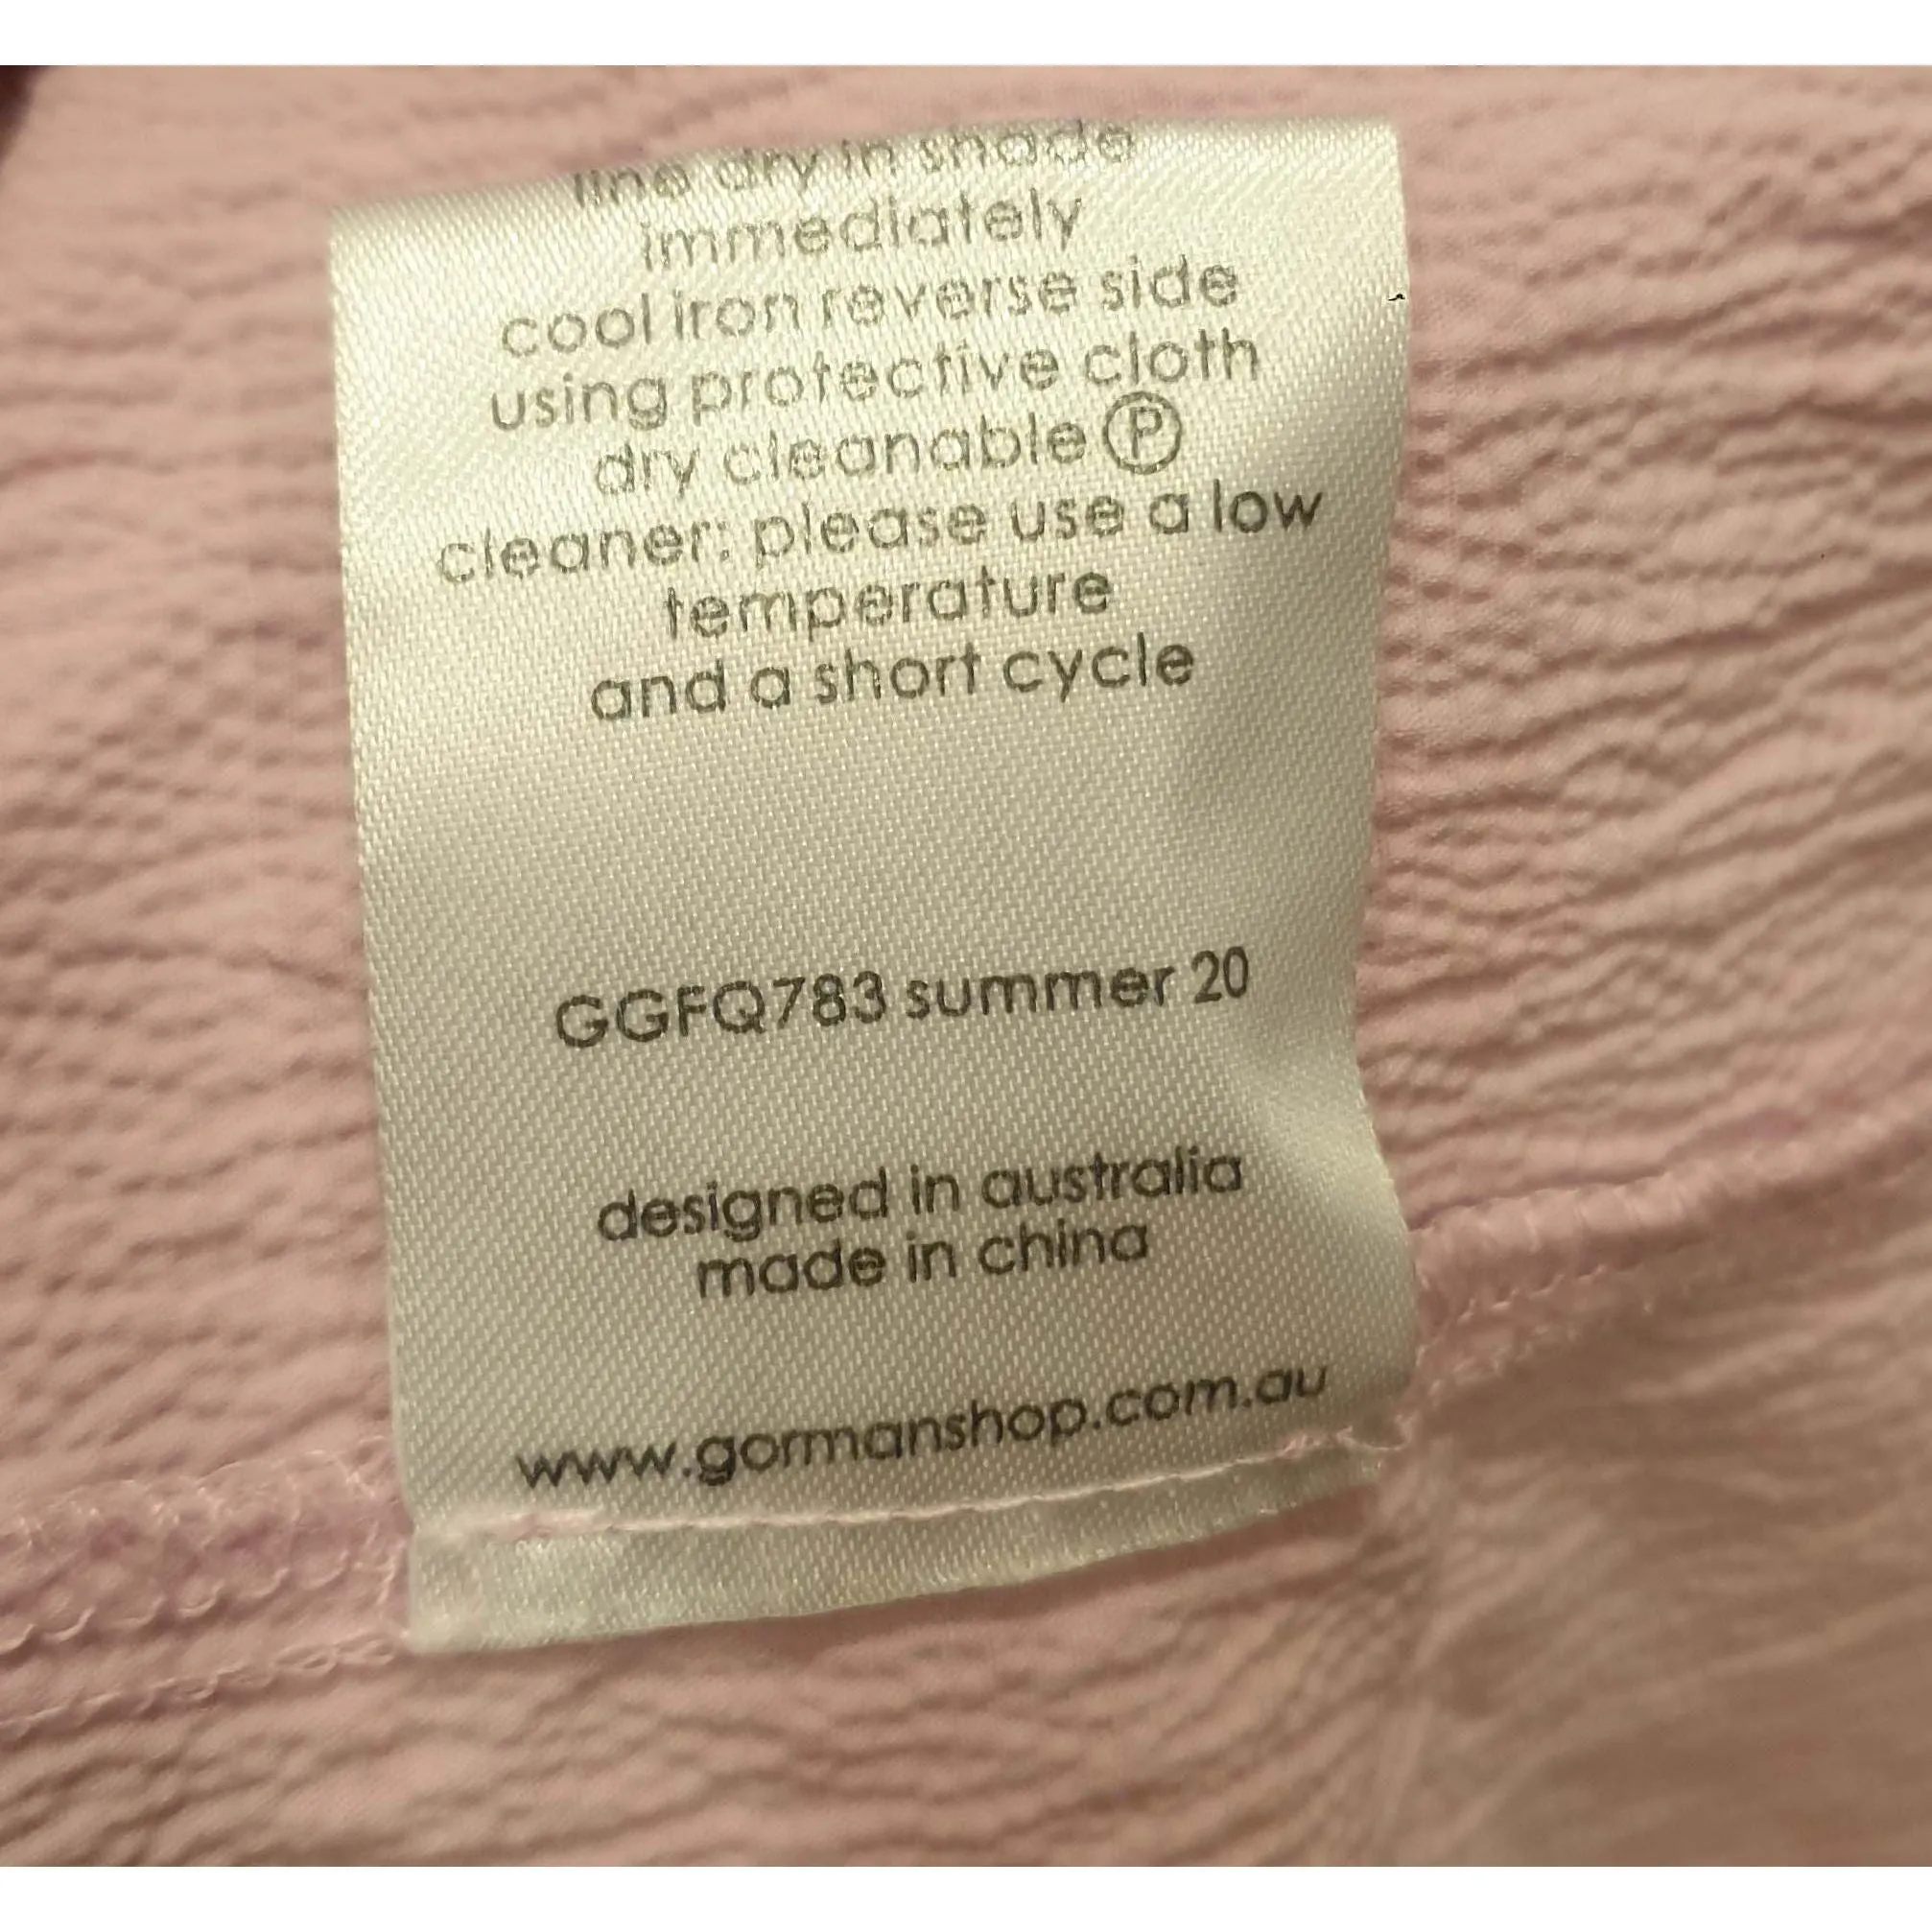 line dry in shade
immediately
cool iron reverse side
using protective cloth
dry cleanable Ⓟ
cleaner: please use a low
temperature
and a short cycle
GGFQ783 summer 20
designed in australia
made in china
www.gormanshop.com.au